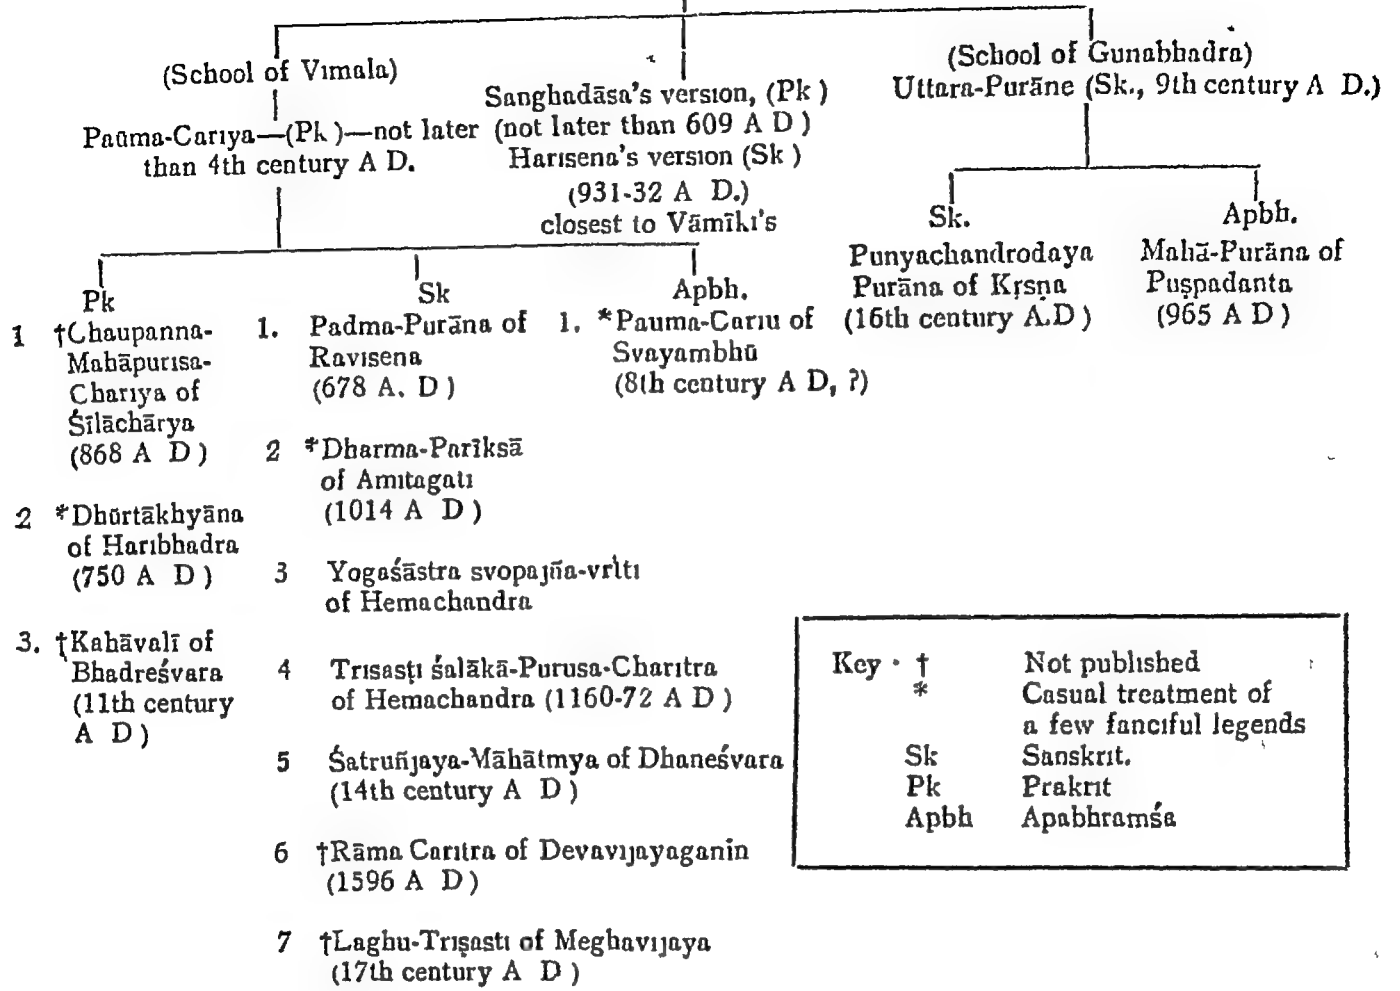 (School of Vimala)
Paūma-Cariya—(Pk)—not later
than 4th century A D.
Sanghadāsa's version, (Pk)
(not later than 609 A D)
Harisena's version (Sk)
(931-32 A D.)
closest to Vāmīki's
(School of Gunabhadra)
Uttara-Purāne (Sk., 9th century A D.)
Pk
1 †Chaupanna-
Mahāpurisa-
Chariya of
Śīlāchārya
(868 A D)
2 *Dhūrtākhyāna
of Haribhadra
(750 A D)
3. †Kahāvalī of
Bhadreśvara
(11th century
A D)
Sk
1. Padma-Purāna of
Ravisena
(678 A. D)
2 *Dharma-Parīksā
of Amitagati
(1014 A D)
3 Yogaśāstra svopajña-vrlti
of Hemachandra
4 Trisasṭi śalākā-Purusa-Charitra
of Hemachandra (1160-72 A D)
5 Śatruñjaya-Māhātmya of Dhaneśvara
(14th century A D)
6 †Rāma Caritra of Devavijayaganin
(1596 A D)
7 †Laghu-Triṣasti of Meghavijaya
(17th century A D)
Apbh.
1. *Pauma-Cariu of
Svayambhū
(8th century A D, ?)
Sk.
Punyachandrodaya
Purāna of Kṛsṇa
(16th century A.D)
Apbh.
Mahā-Purāna of
Puṣpadanta
(965 A D)
Key · † Not published
* Casual treatment of
a few fanciful legends
Sk Sanskrit.
Pk Prakrit
Apbh Apabhramśa